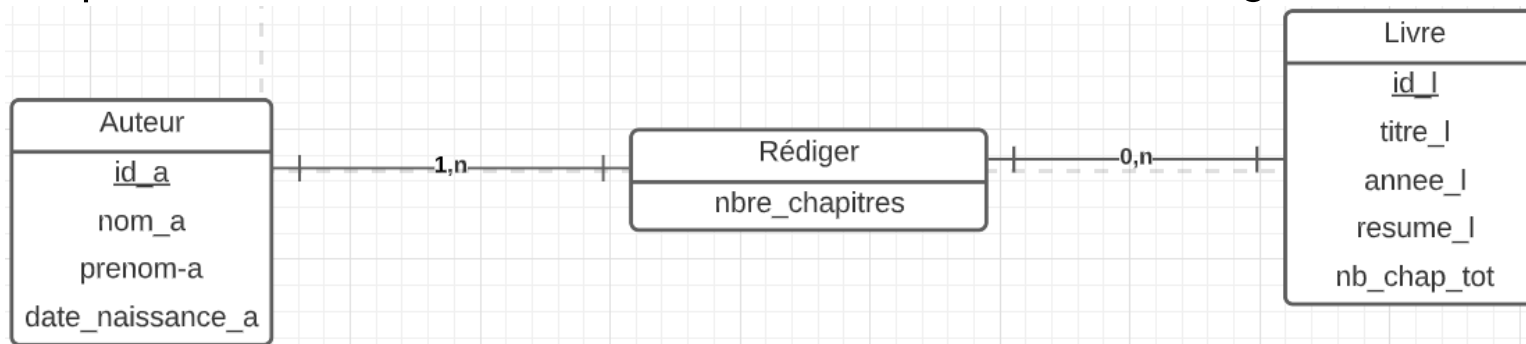 Auteur
id_a
nom_a
prenom-a
date_naissance_a
1,n
Rédiger
nbre_chapitres
0,n
Livre
id_l
titre_l
annee_l
resume_l
nb_chap_tot